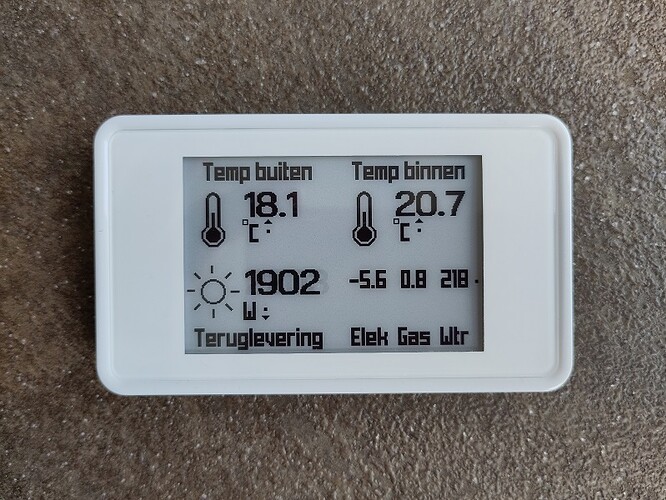 Temp buiten Temp binnen
18.1 20.7
°C °C
1902 -5.6 0.8 218
W
Teruglevering Elek Gas Wtr